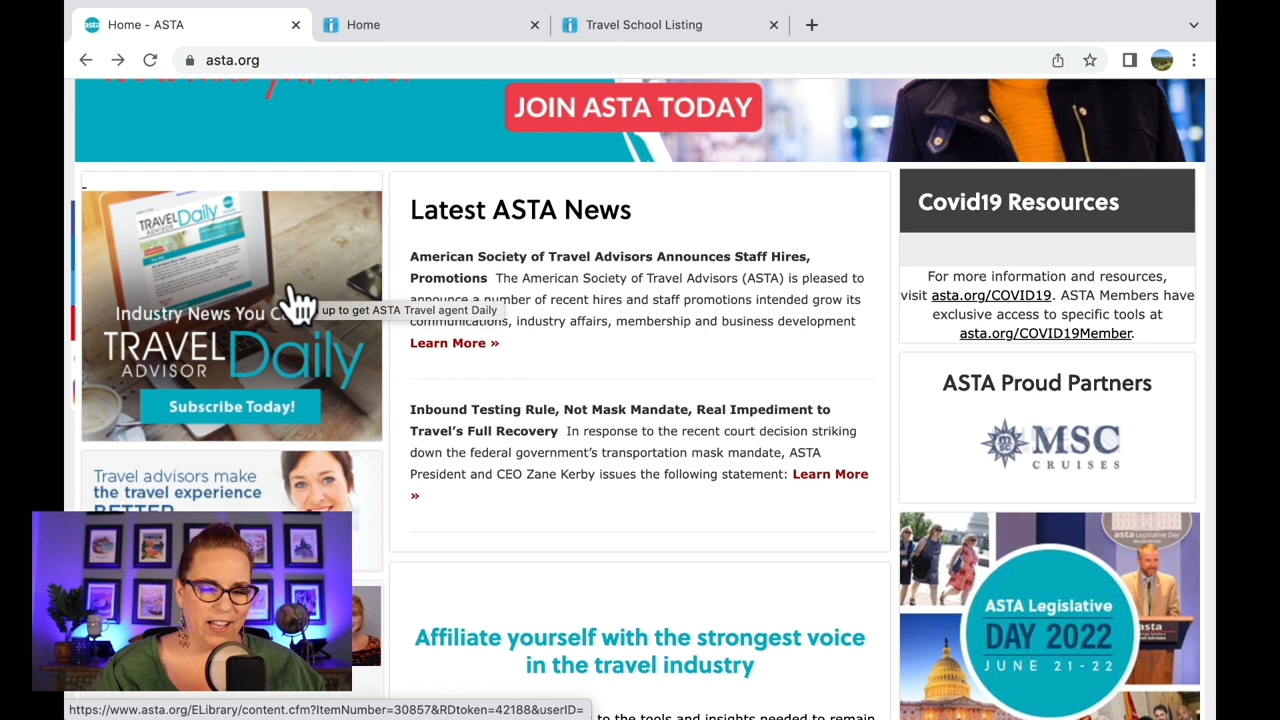 Home - ASTA
Home
Travel School Listing
asta.org
JOIN ASTA TODAY
TRAVEL Daily
Industry News You C
TRAVEL
ADVISOR
Daily
Subscribe Today!
up to get ASTA Travel agent Daily
Travel advisors make
the travel experience
BETTER
Latest ASTA News
American Society of Travel Advisors Announces Staff Hires,
Promotions The American Society of Travel Advisors (ASTA) is pleased to
announce a number of recent hires and staff promotions intended grow its
communications, industry affairs, membership and business development
Learn More »
Inbound Testing Rule, Not Mask Mandate, Real Impediment to
Travel’s Full Recovery In response to the recent court decision striking
down the federal government’s transportation mask mandate, ASTA
President and CEO Zane Kerby issues the following statement: Learn More
»
Affiliate yourself with the strongest voice
in the travel industry
to the tools and insights needed to remain
Covid19 Resources
For more information and resources,
visit asta.org/COVID19. ASTA Members have
exclusive access to specific tools at
asta.org/COVID19Member.
ASTA Proud Partners
MSC
CRUISES
asta Legislative Day
asta
ASTA Legislative
DAY 2022
JUNE 21-22
https://www.asta.org/ELibrary/content.cfm?ItemNumber=30857&RDtoken=42188&userID=